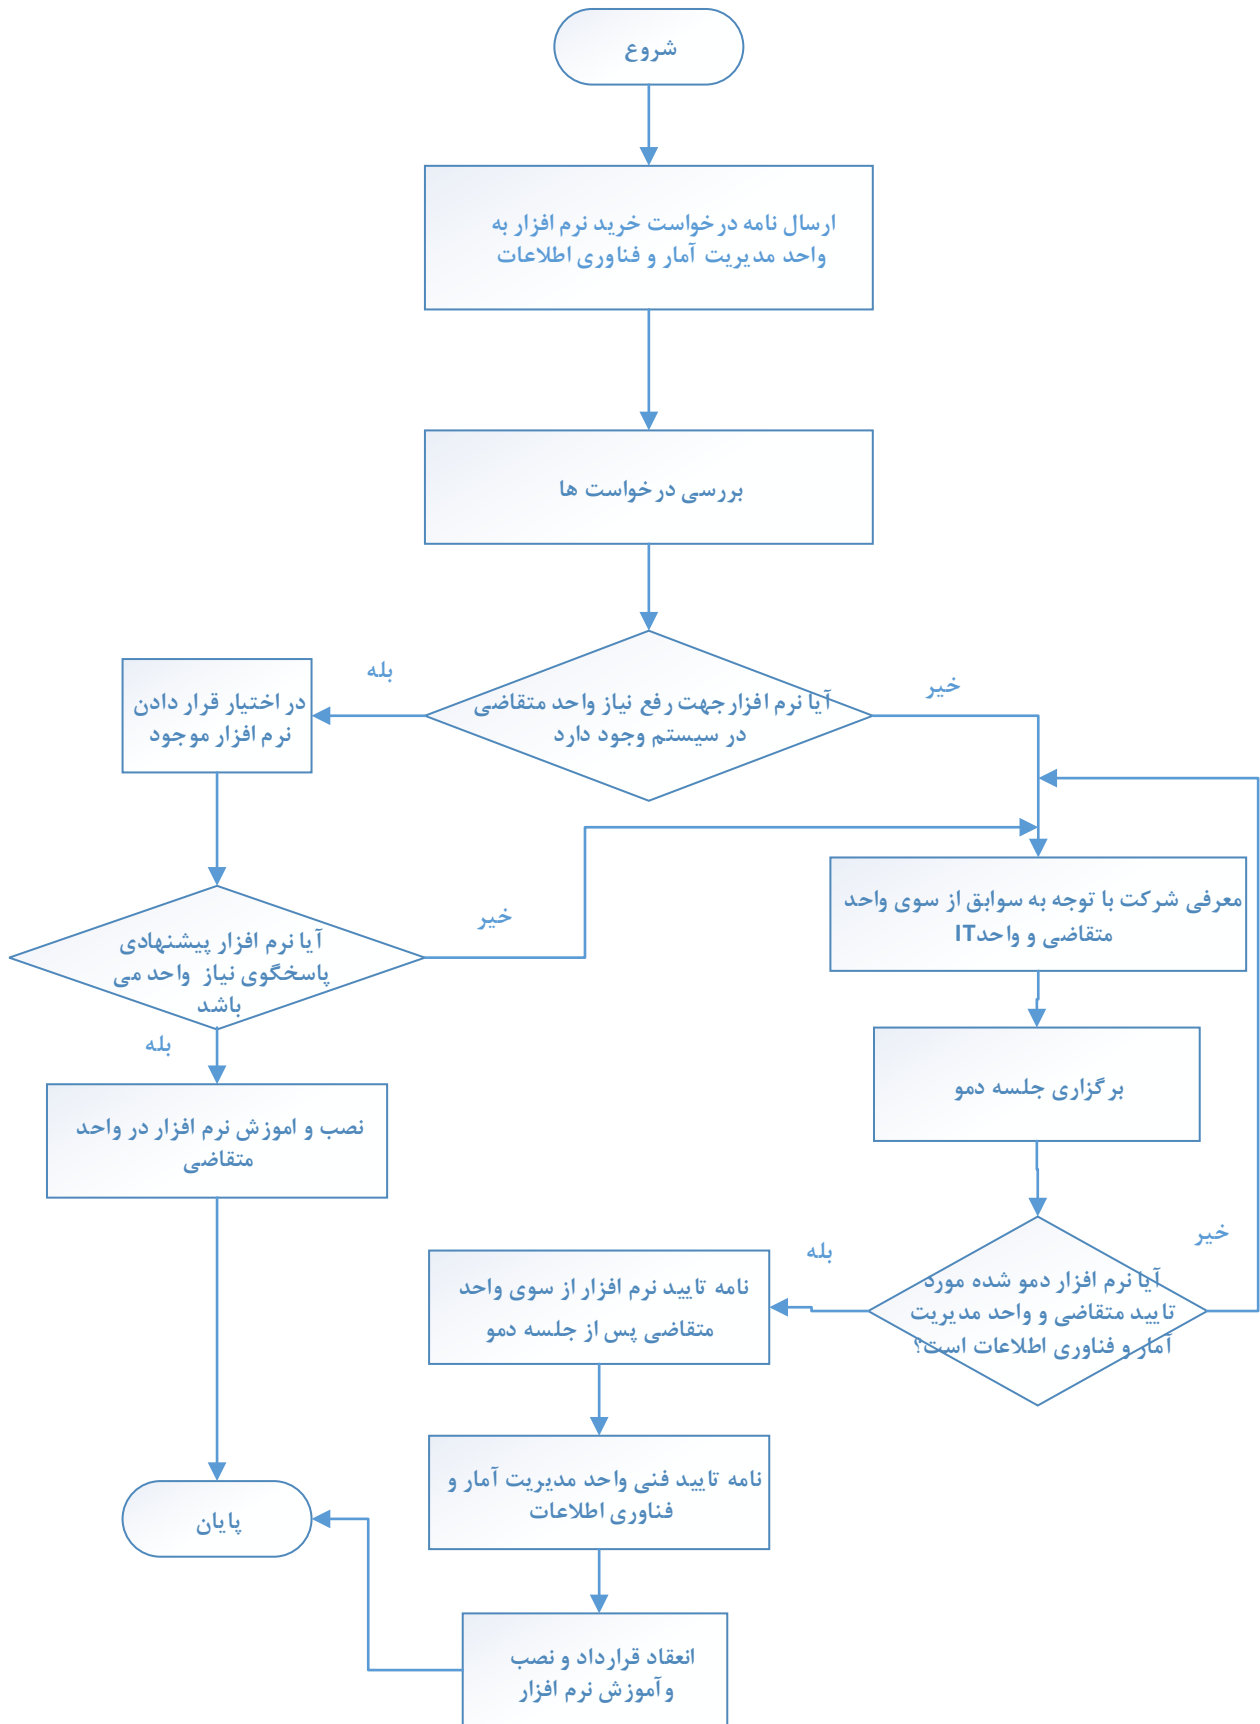 شروع
ارسال نامه درخواست خرید نرم افزار به
واحد مدیریت آمار و فناوری اطلاعات
بررسی درخواست ها
بله
خیر
آیا نرم افزار جهت رفع نیاز واحد متقاضی
در سیستم وجود دارد
در اختیار قرار دادن
نرم افزار موجود
معرفی شرکت با توجه به سوابق از سوی واحد
متقاضی و واحدIT
خیر
آیا نرم افزار پیشنهادی
پاسخگوی نیاز واحد می
باشد
بله
برگزاری جلسه دمو
نصب و اموزش نرم افزار در واحد
متقاضی
خیر
بله
آیا نرم افزار دمو شده مورد
تایید متقاضی و واحد مدیریت
آمار و فناوری اطلاعات است؟
نامه تایید نرم افزار از سوی واحد
متقاضی پس از جلسه دمو
نامه تایید فنی واحد مدیریت آمار و
فناوری اطلاعات
پایان
انعقاد قرارداد و نصب
وآموزش نرم افزار